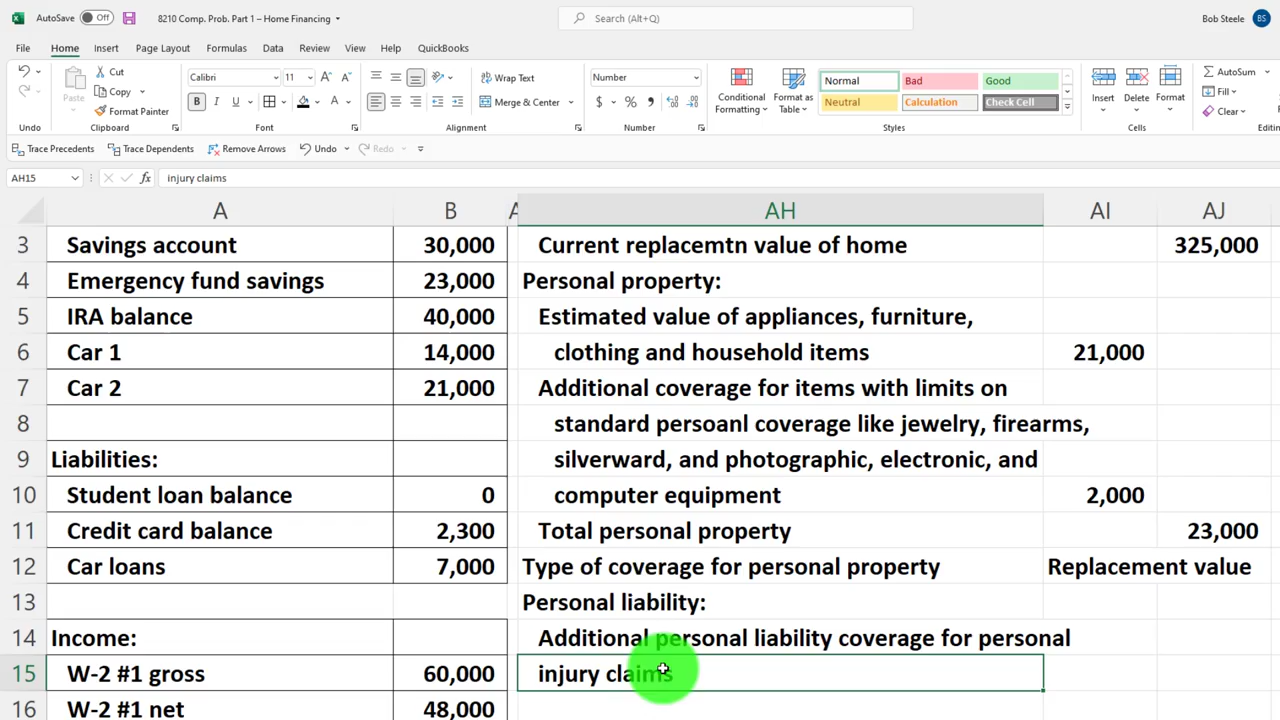 AutoSave Off 8210 Comp. Prob. Part 1 – Home Financing Search (Alt+Q) Bob Steele BS
File Home Insert Page Layout Formulas Data Review View Help QuickBooks
Cut Calibri 11 A A Wrap Text Number Normal Bad Good AutoSum
Paste Copy Conditional Formatting Format as Table Insert Delete Format Fill
Format Painter B I U A Merge & Center $ % Neutral Calculation Check Cell Clear
Undo Clipboard Font Alignment Number Styles Cells Editin
Trace Precedents Trace Dependents Remove Arrows Undo Redo
AH15 fx injury claims
A B A AH AI AJ
3 Savings account 30,000 Current replacemtn value of home 325,000
4 Emergency fund savings 23,000 Personal property:
5 IRA balance 40,000 Estimated value of appliances, furniture,
6 Car 1 14,000 clothing and household items 21,000
7 Car 2 21,000 Additional coverage for items with limits on
8 standard persoanl coverage like jewelry, firearms,
9 Liabilities: silverward, and photographic, electronic, and
10 Student loan balance 0 computer equipment 2,000
11 Credit card balance 2,300 Total personal property 23,000
12 Car loans 7,000 Type of coverage for personal property Replacement value
13 Personal liability:
14 Income: Additional personal liability coverage for personal
15 W-2 #1 gross 60,000 injury claims
16 W-2 #1 net 48,000